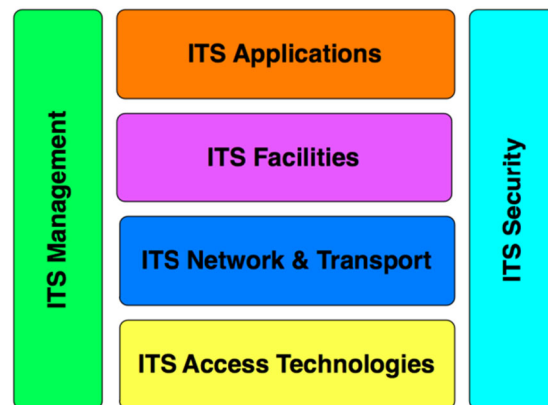 ITS Management
ITS Applications
ITS Facilities
ITS Network & Transport
ITS Access Technologies
ITS Security